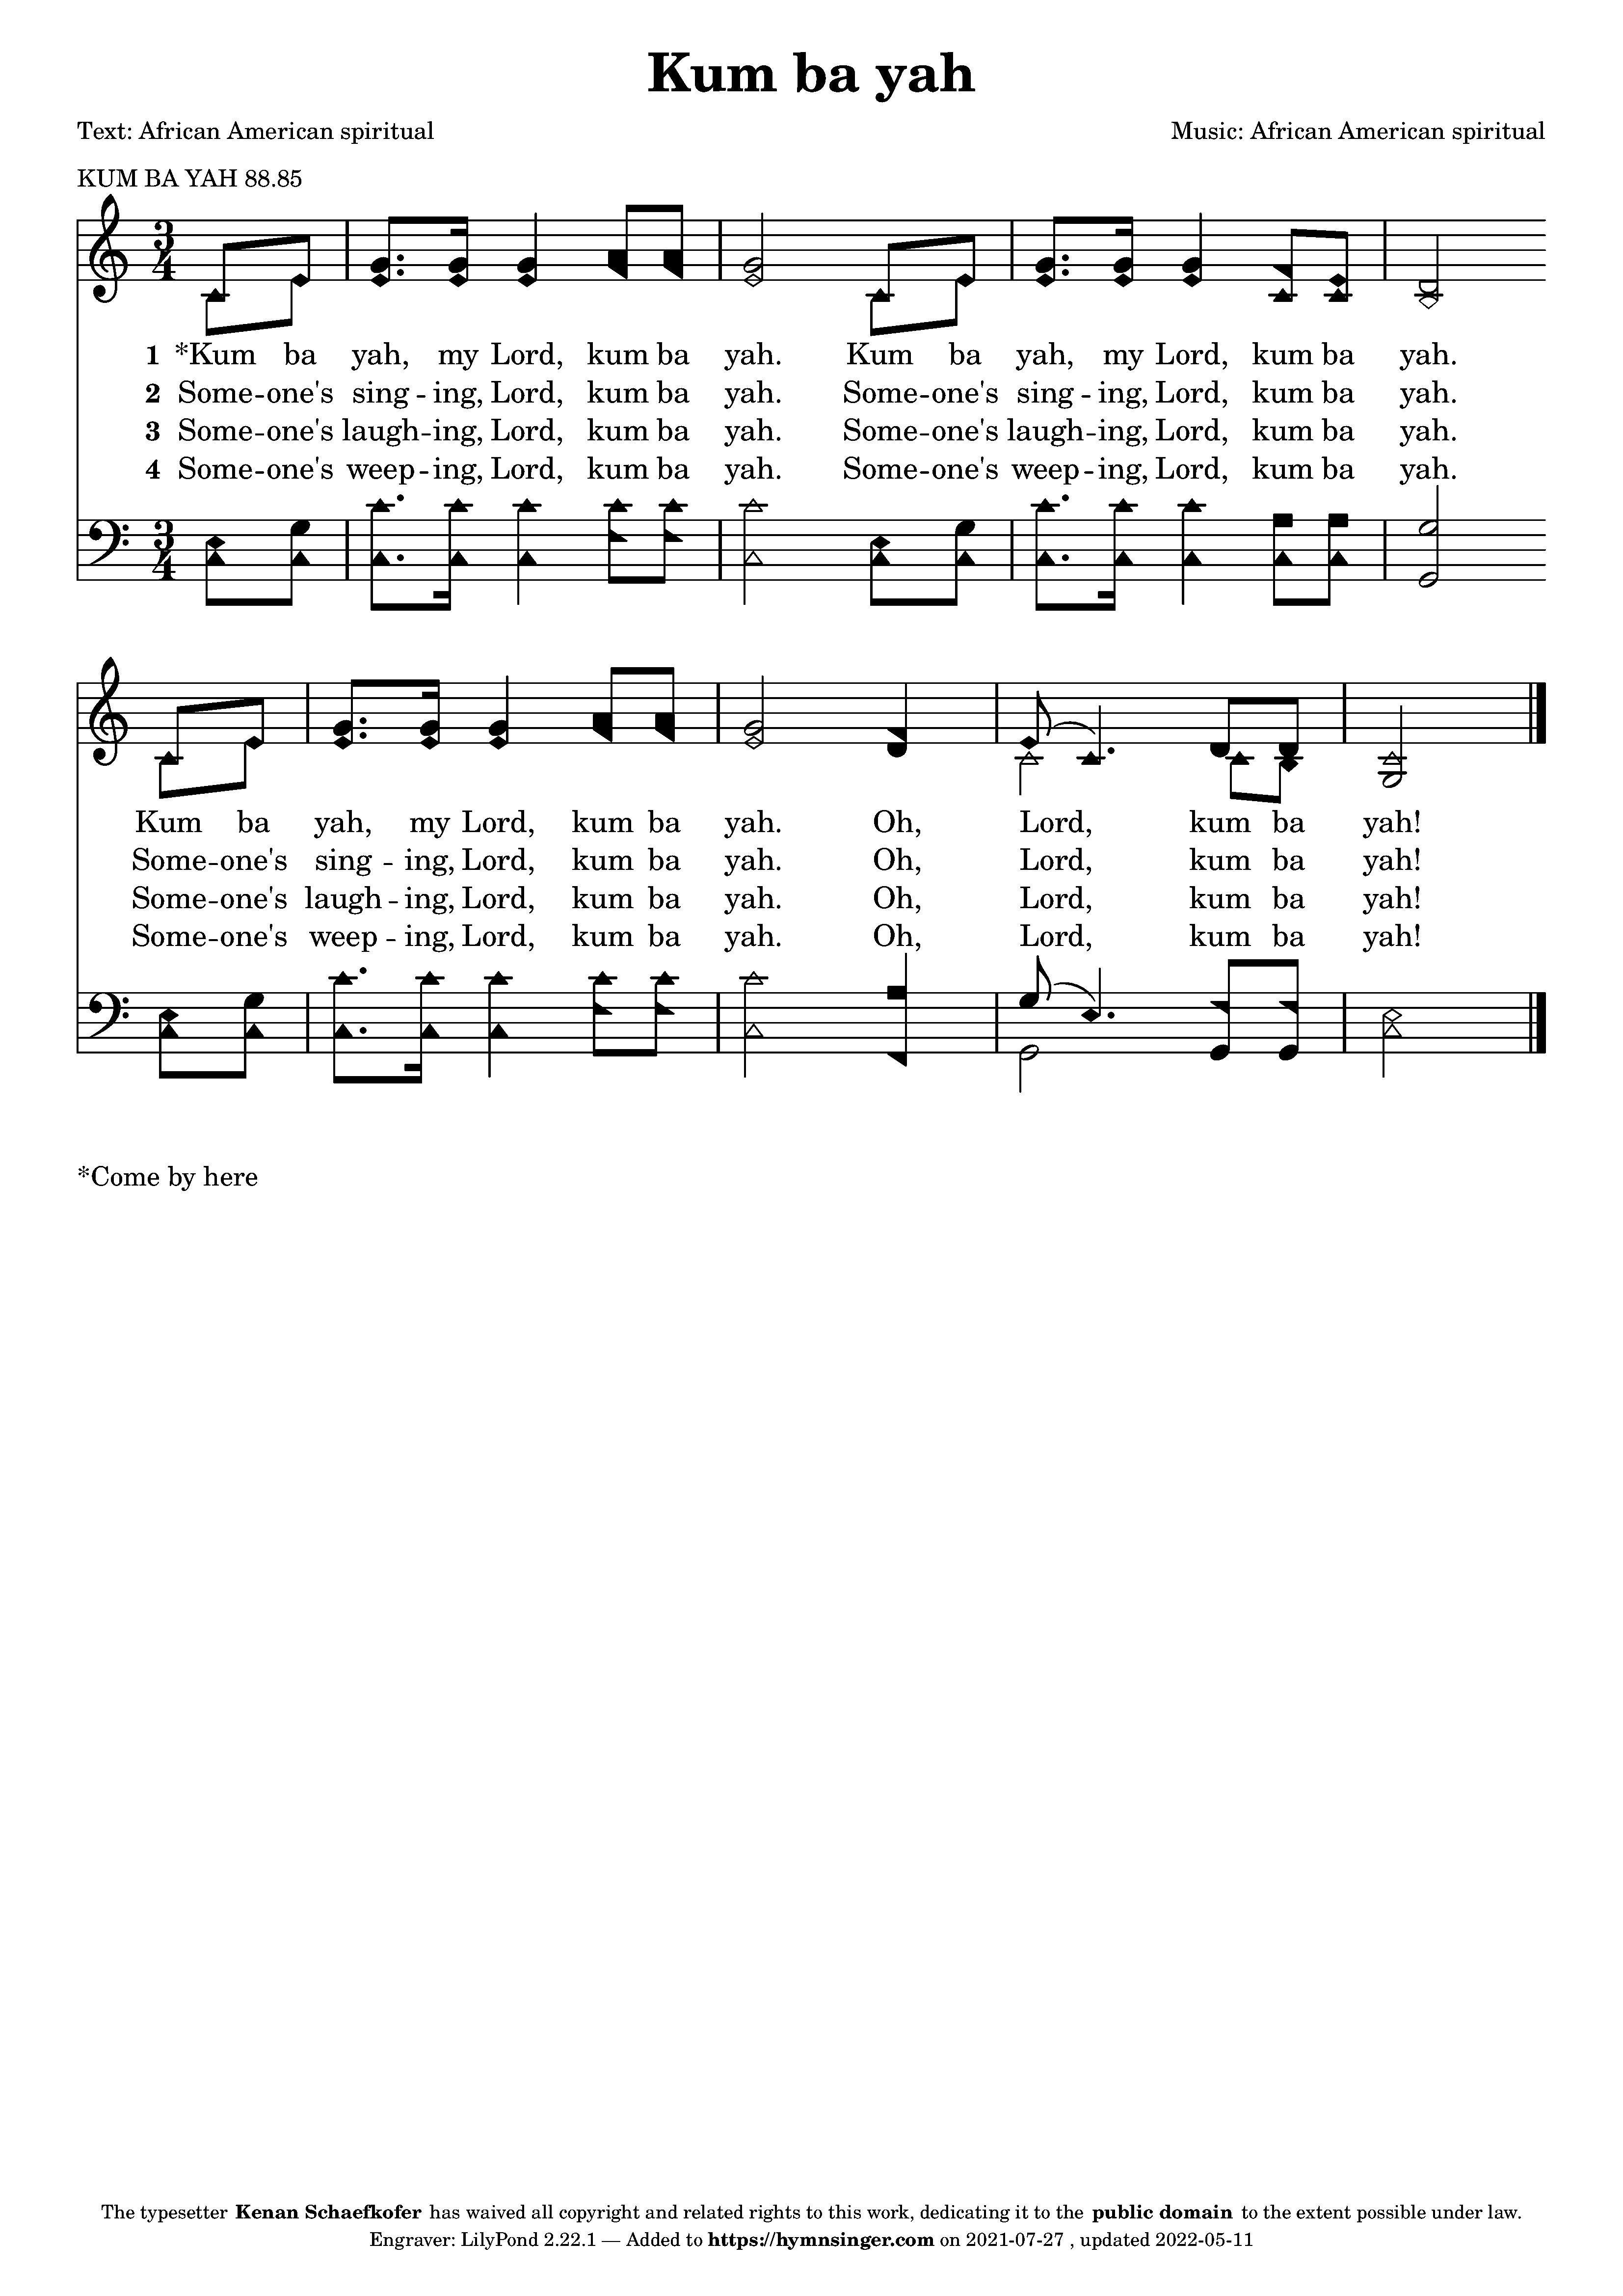 Kum ba yah
Text: African American spiritual
Music: African American spiritual
KUM BA YAH 88.85
1 *Kum ba yah, my Lord, kum ba yah. Kum ba yah, my Lord, kum ba yah.
2 Some -- one's sing -- ing, Lord, kum ba yah. Some -- one's sing -- ing, Lord, kum ba yah.
3 Some -- one's laugh -- ing, Lord, kum ba yah. Some -- one's laugh -- ing, Lord, kum ba yah.
4 Some -- one's weep -- ing, Lord, kum ba yah. Some -- one's weep -- ing, Lord, kum ba yah.
Kum ba yah, my Lord, kum ba yah. Oh, Lord, kum ba yah!
Some -- one's sing -- ing, Lord, kum ba yah. Oh, Lord, kum ba yah!
Some -- one's laugh -- ing, Lord, kum ba yah. Oh, Lord, kum ba yah!
Some -- one's weep -- ing, Lord, kum ba yah. Oh, Lord, kum ba yah!
*Come by here
The typesetter Kenan Schaefkofer has waived all copyright and related rights to this work, dedicating it to the public domain to the extent possible under law.
Engraver: LilyPond 2.22.1 — Added to https://hymnsinger.com on 2021-07-27 , updated 2022-05-11